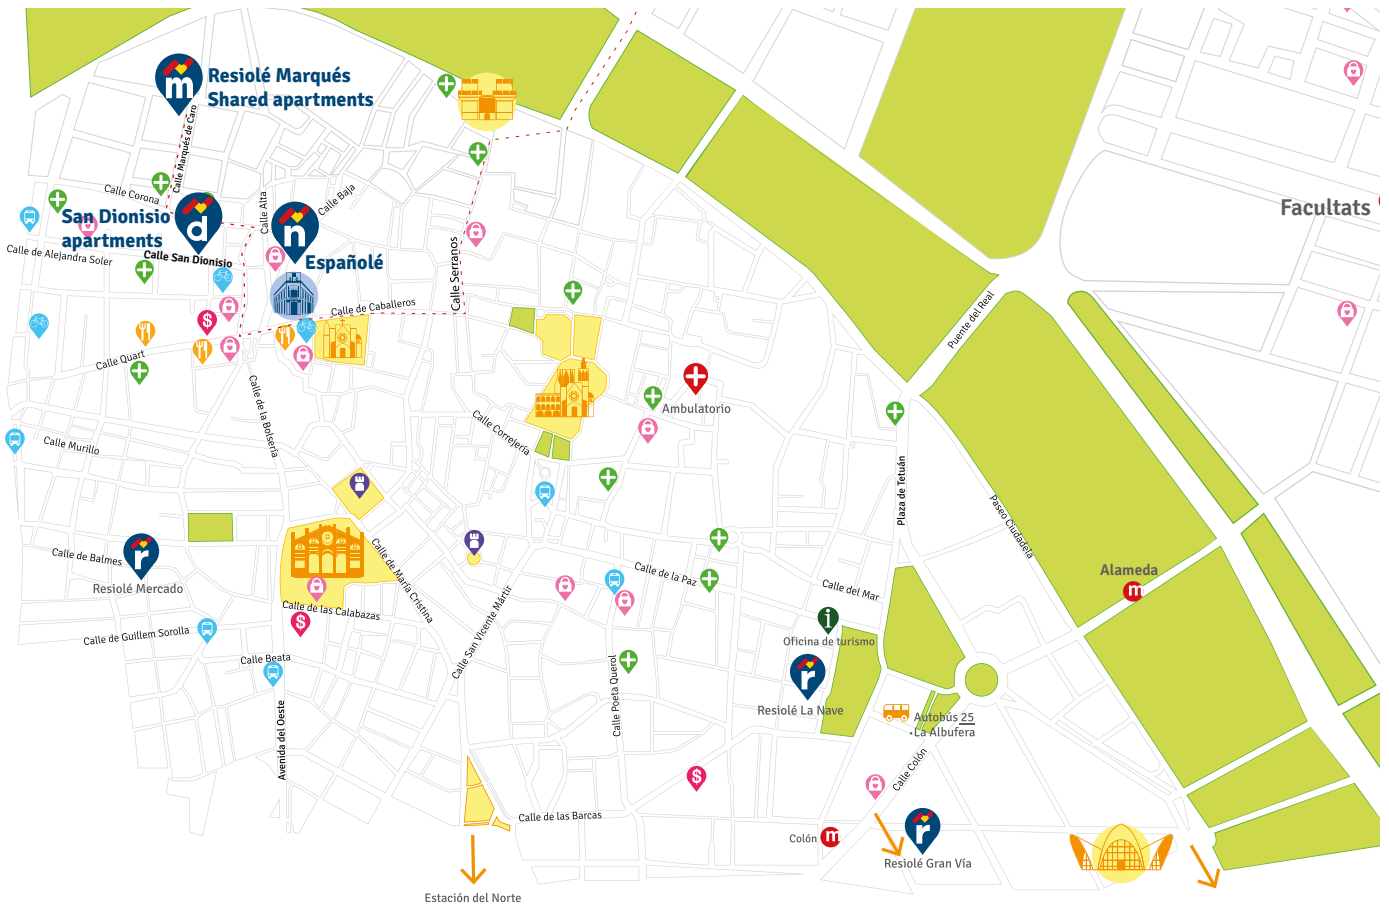 m
Resiolé Marqués
Shared apartments
Calle Marqués de Caro
Calle Corona
San Dionisio
apartments
d
Calle San Dionisio
Calle de Alejandra Soler
Calle Alta
Calle Baja
ñ
Españolé
Calle de Caballeros
Calle Serranos
Facultats
Puente del Real
$
Calle Quart
Calle de la Bolsería
Calle Correjería
Ambulatorio
Calle Murillo
Plaza de Tetuán
Paseo Ciudadela
Calle de Balmes
r
Resiolé Mercado
Calle de María Cristina
Calle de la Paz
Calle del Mar
Alameda
m
Calle de las Calabazas
$
Calle San Vicente Mártir
i
Oficina de turismo
Calle de Guillem Sorolla
Calle Beata
Calle Poeta Querol
r
Resiolé La Nave
Autobús 25
·La Albufera
Avenida del Oeste
Calle Colón
$
Calle de las Barcas
Colón
m
r
Resiolé Gran Vía
Estación del Norte